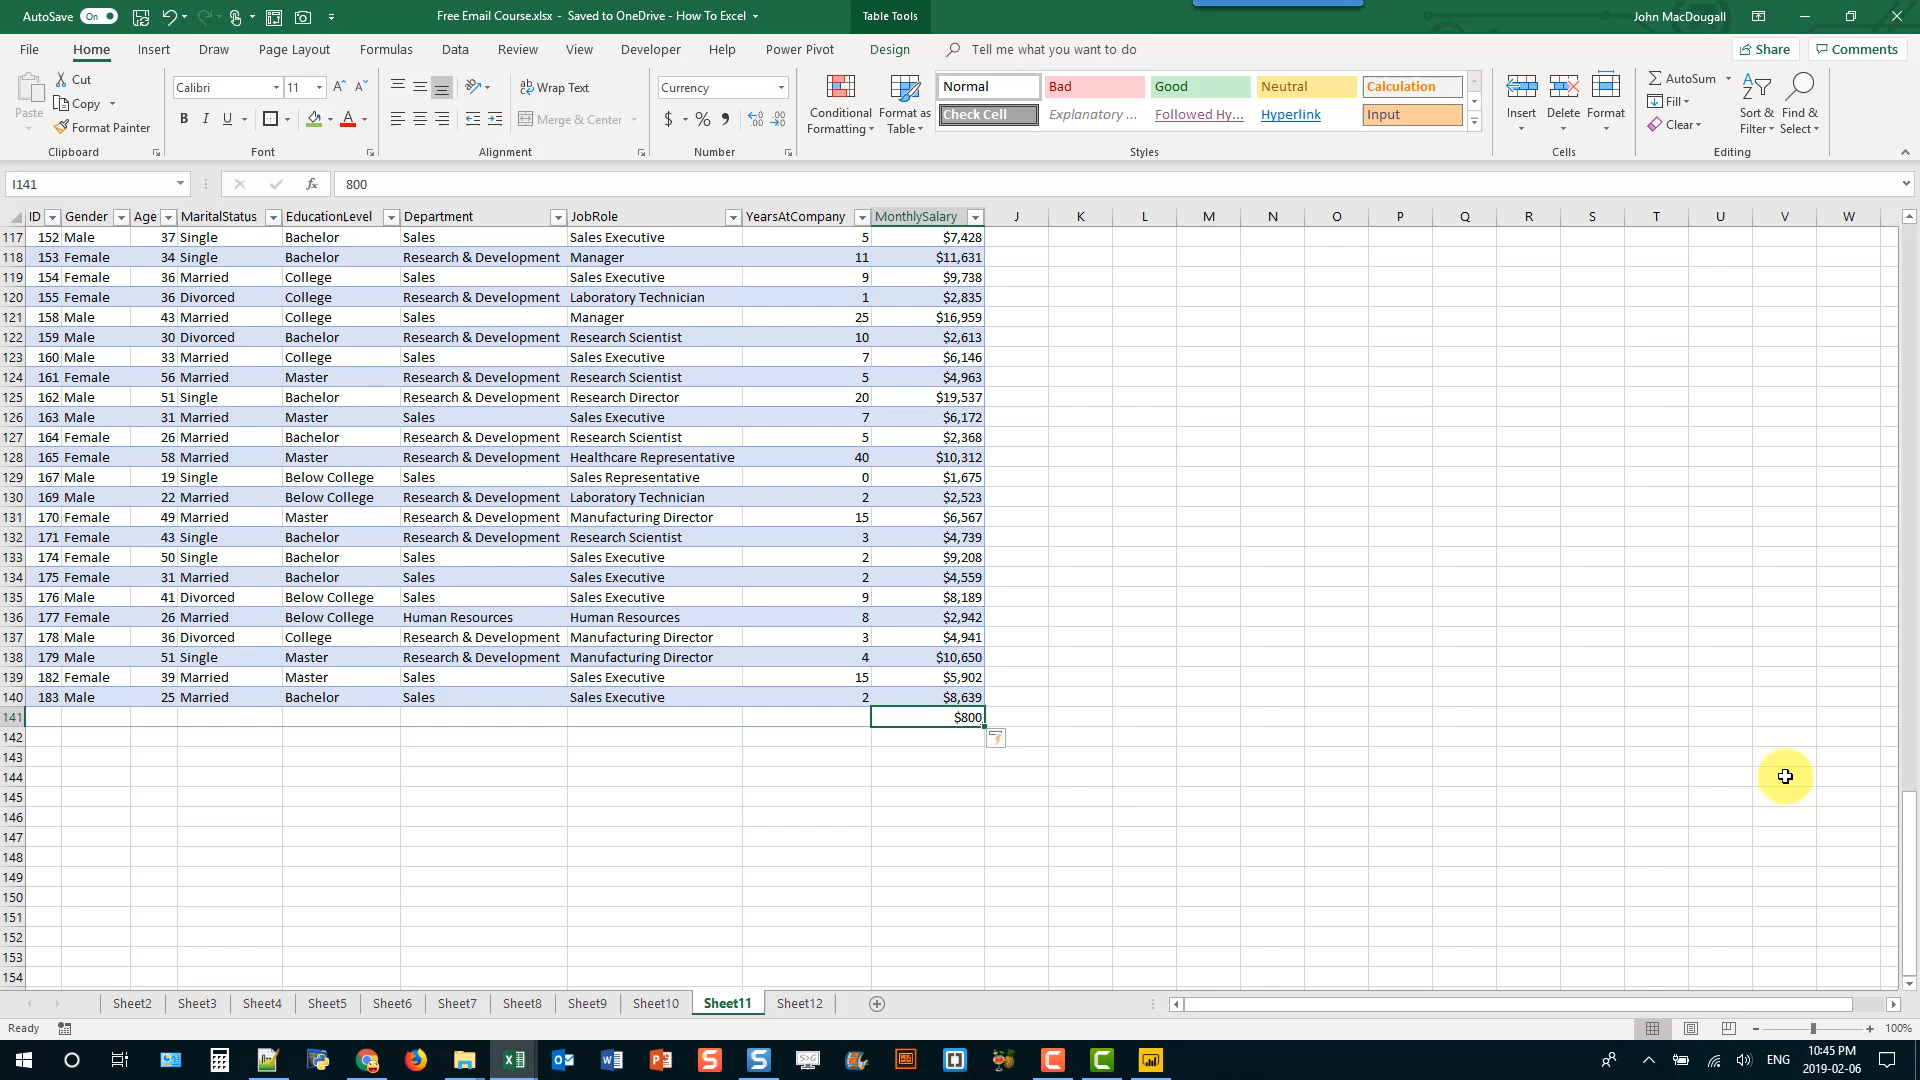 AutoSave On
Free Email Course.xlsx - Saved to OneDrive - How To Excel
Table Tools
John MacDougall
File Home Insert Draw Page Layout Formulas Data Review View Developer Help Power Pivot Design Tell me what you want to do Share Comments
Paste
Cut
Copy
Format Painter
Calibri 11
B I U A
Wrap Text
Merge & Center
Currency
$ % ,
Conditional Formatting
Format as Table
Normal Bad Good Neutral Calculation
Check Cell Explanatory ... Followed Hy... Hyperlink Input
Insert Delete Format
AutoSum
Fill
Clear
Sort & Filter
Find & Select
Clipboard Font Alignment Number Styles Cells Editing
I141 fx 800
ID Gender Age MaritalStatus EducationLevel Department JobRole YearsAtCompany MonthlySalary J K L M N O P Q R S T U V W
117 152 Male 37 Single Bachelor Sales Sales Executive 5 $7,428
118 153 Female 34 Single Bachelor Research & Development Manager 11 $11,631
119 154 Female 36 Married College Sales Sales Executive 9 $9,738
120 155 Female 36 Divorced College Research & Development Laboratory Technician 1 $2,835
121 158 Male 43 Married College Sales Manager 25 $16,959
122 159 Male 30 Divorced Bachelor Research & Development Research Scientist 10 $2,613
123 160 Male 33 Married College Sales Sales Executive 7 $6,146
124 161 Female 56 Married Master Research & Development Research Scientist 5 $4,963
125 162 Male 51 Single Bachelor Research & Development Research Director 20 $19,537
126 163 Male 31 Married Master Sales Sales Executive 7 $6,172
127 164 Female 26 Married Bachelor Research & Development Research Scientist 5 $2,368
128 165 Female 58 Married Master Research & Development Healthcare Representative 40 $10,312
129 167 Male 19 Single Below College Sales Sales Representative 0 $1,675
130 169 Male 22 Married Below College Research & Development Laboratory Technician 2 $2,523
131 170 Female 49 Married Master Research & Development Manufacturing Director 15 $6,567
132 171 Female 43 Single Bachelor Research & Development Research Scientist 3 $4,739
133 174 Female 50 Single Bachelor Sales Sales Executive 2 $9,208
134 175 Female 31 Married Bachelor Sales Sales Executive 2 $4,559
135 176 Male 41 Divorced Below College Sales Sales Executive 9 $8,189
136 177 Female 26 Married Below College Human Resources Human Resources 8 $2,942
137 178 Male 36 Divorced College Research & Development Manufacturing Director 3 $4,941
138 179 Male 51 Single Master Research & Development Manufacturing Director 4 $10,650
139 182 Female 39 Married Master Sales Sales Executive 15 $5,902
140 183 Male 25 Married Bachelor Sales Sales Executive 2 $8,639
141 $800
142
143
144
145
146
147
148
149
150
151
152
153
154
Sheet2 Sheet3 Sheet4 Sheet5 Sheet6 Sheet7 Sheet8 Sheet9 Sheet10 Sheet11 Sheet12
Ready 100%
ENG 10:45 PM
2019-02-06